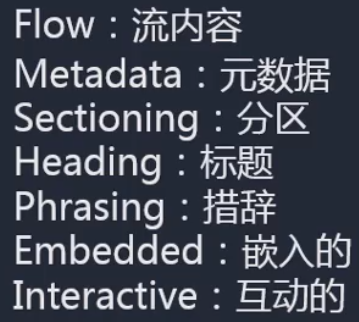 Flow：流内容
Metadata：元数据
Sectioning：分区
Heading：标题
Phrasing：措辞
Embedded：嵌入的
Interactive：互动的